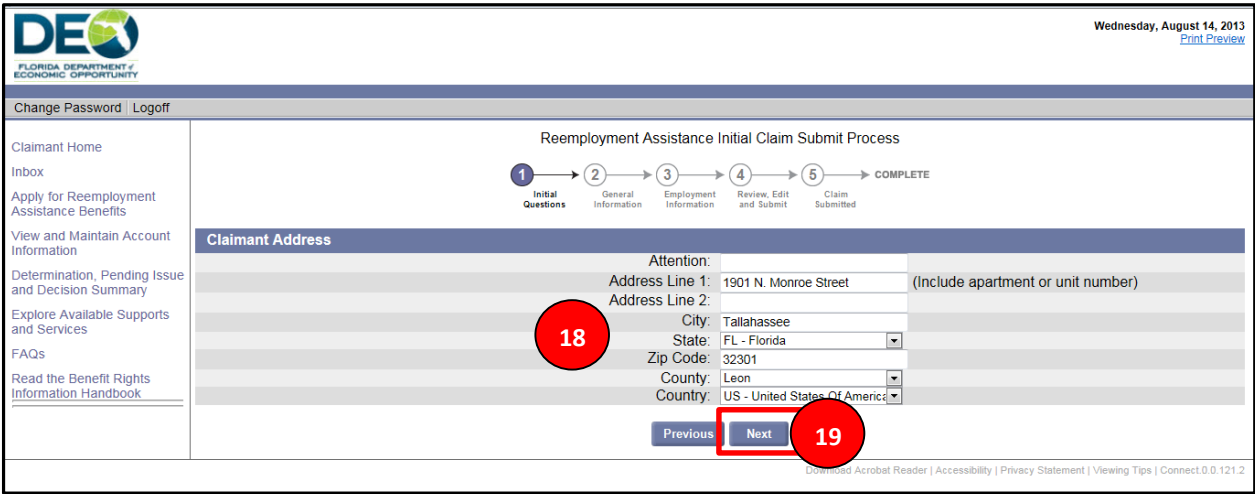 DEO
FLORIDA DEPARTMENT of
ECONOMIC OPPORTUNITY
Wednesday, August 14, 2013
Print Preview
Change Password | Logoff
Claimant Home
Inbox
Apply for Reemployment
Assistance Benefits
View and Maintain Account
Information
Determination, Pending Issue
and Decision Summary
Explore Available Supports
and Services
FAQs
Read the Benefit Rights
Information Handbook
Reemployment Assistance Initial Claim Submit Process
1 2 3 4 5 COMPLETE
Initial Questions
General Information
Employment Information
Review, Edit and Submit
Claim Submitted
Claimant Address
Attention:
Address Line 1: 1901 N. Monroe Street (Include apartment or unit number)
Address Line 2:
City: Tallahassee
18
State: FL - Florida
Zip Code: 32301
County: Leon
Country: US - United States Of America
Previous Next 19
Download Acrobat Reader | Accessibility | Privacy Statement | Viewing Tips | Connect.0.0.121.2